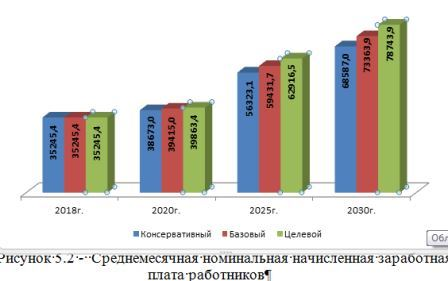 35245,4 35245,4 35245,4 38673,0 39415,0 39863,4 56323,1 59431,7 62916,5 68587,0 73363,9 78743,9
2018г. 2020г. 2025г. 2030г.
Консервативный Базовый Целевой
Рисунок 5.2 - Среднемесячная номинальная начисленная заработная
плата работников¶